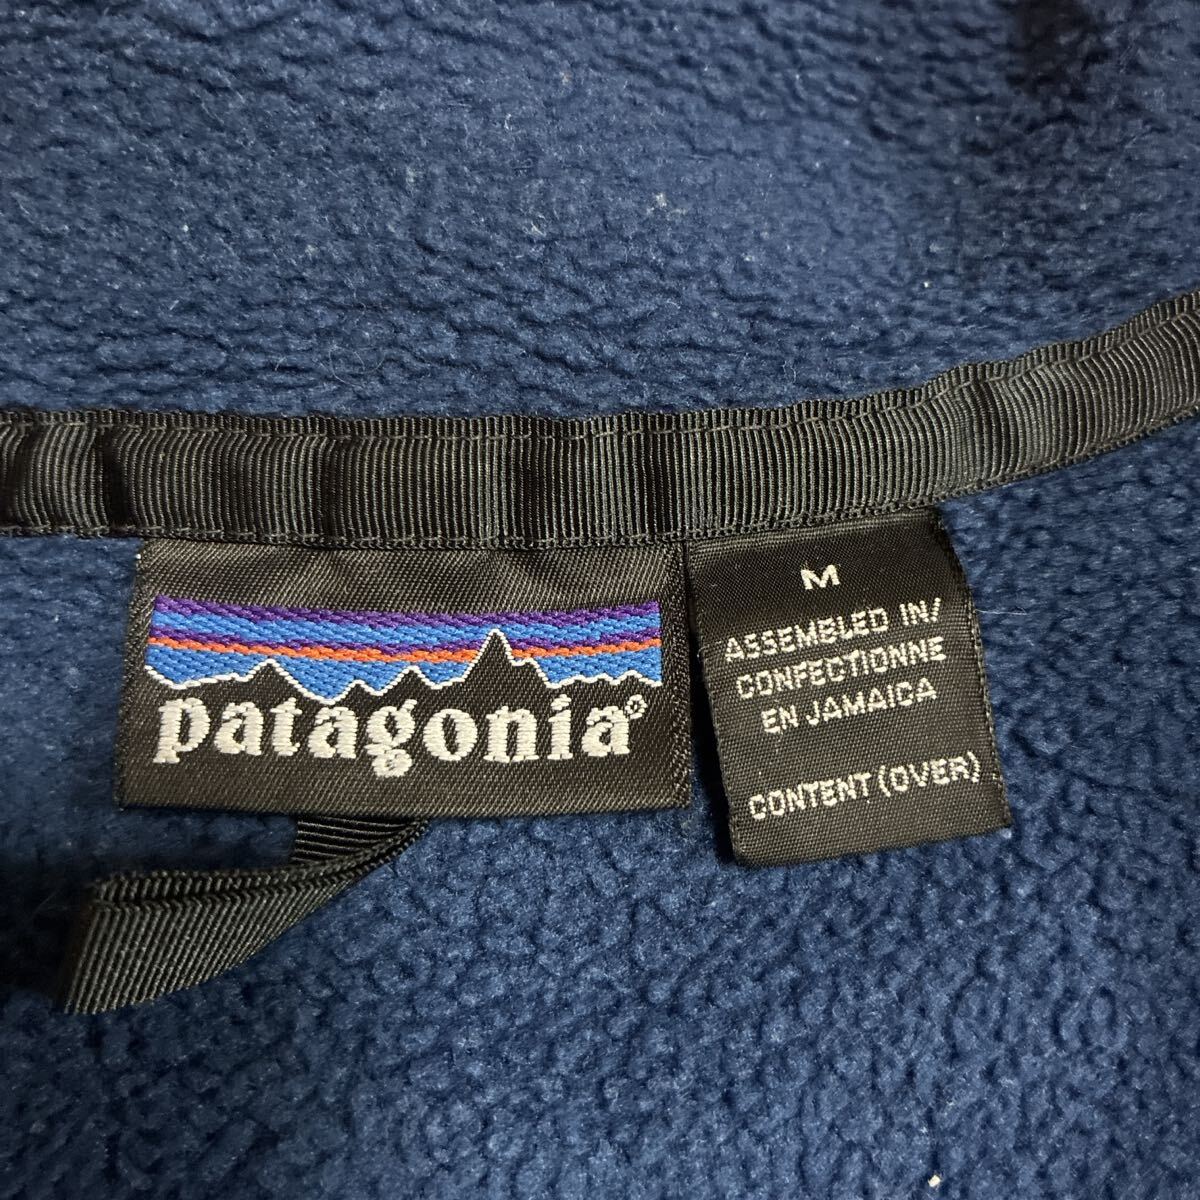 patagonia
M
ASSEMBLED IN/
CONFECTIONNE
EN JAMAICA
CONTENT (OVER)